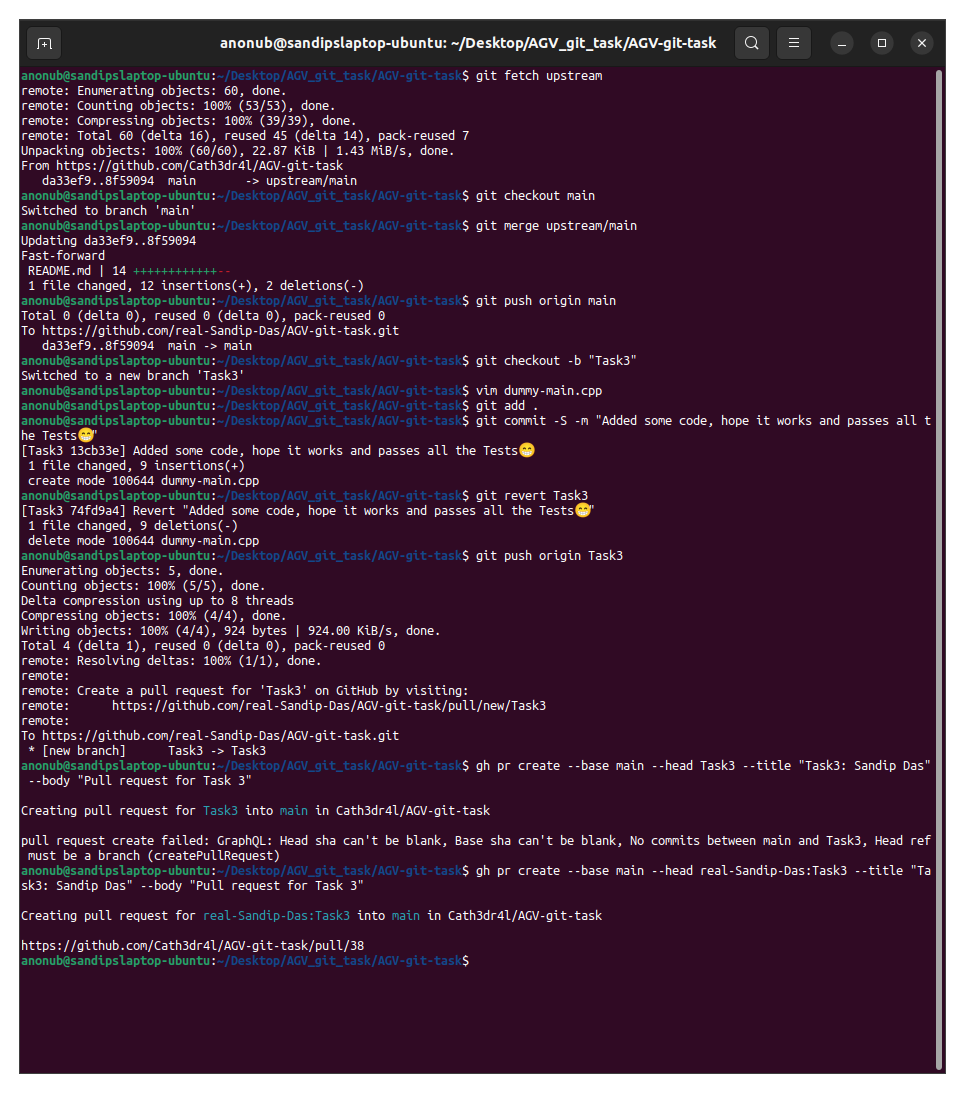 anonub@sandipslaptop-ubuntu: ~/Desktop/AGV_git_task/AGV-git-task
anonub@sandipslaptop-ubuntu:~/Desktop/AGV_git_task/AGV-git-task$ git fetch upstream
remote: Enumerating objects: 60, done.
remote: Counting objects: 100% (53/53), done.
remote: Compressing objects: 100% (39/39), done.
remote: Total 60 (delta 16), reused 45 (delta 14), pack-reused 7
Unpacking objects: 100% (60/60), 22.87 KiB | 1.43 MiB/s, done.
From https://github.com/Cath3dr4l/AGV-git-task
   da33ef9..8f59094  main       -> upstream/main
anonub@sandipslaptop-ubuntu:~/Desktop/AGV_git_task/AGV-git-task$ git checkout main
Switched to branch 'main'
anonub@sandipslaptop-ubuntu:~/Desktop/AGV_git_task/AGV-git-task$ git merge upstream/main
Updating da33ef9..8f59094
Fast-forward
 README.md | 14 ++++++++++++--
 1 file changed, 12 insertions(+), 2 deletions(-)
anonub@sandipslaptop-ubuntu:~/Desktop/AGV_git_task/AGV-git-task$ git push origin main
Total 0 (delta 0), reused 0 (delta 0), pack-reused 0
To https://github.com/real-Sandip-Das/AGV-git-task.git
   da33ef9..8f59094  main -> main
anonub@sandipslaptop-ubuntu:~/Desktop/AGV_git_task/AGV-git-task$ git checkout -b "Task3"
Switched to a new branch 'Task3'
anonub@sandipslaptop-ubuntu:~/Desktop/AGV_git_task/AGV-git-task$ vim dummy-main.cpp
anonub@sandipslaptop-ubuntu:~/Desktop/AGV_git_task/AGV-git-task$ git add .
anonub@sandipslaptop-ubuntu:~/Desktop/AGV_git_task/AGV-git-task$ git commit -S -m "Added some code, hope it works and passes all t
he Tests😁"
[Task3 13cb33e] Added some code, hope it works and passes all the Tests😁
 1 file changed, 9 insertions(+)
 create mode 100644 dummy-main.cpp
anonub@sandipslaptop-ubuntu:~/Desktop/AGV_git_task/AGV-git-task$ git revert Task3
[Task3 74fd9a4] Revert "Added some code, hope it works and passes all the Tests😁"
 1 file changed, 9 deletions(-)
 delete mode 100644 dummy-main.cpp
anonub@sandipslaptop-ubuntu:~/Desktop/AGV_git_task/AGV-git-task$ git push origin Task3
Enumerating objects: 5, done.
Counting objects: 100% (5/5), done.
Delta compression using up to 8 threads
Compressing objects: 100% (4/4), done.
Writing objects: 100% (4/4), 924 bytes | 924.00 KiB/s, done.
Total 4 (delta 1), reused 0 (delta 0), pack-reused 0
remote: Resolving deltas: 100% (1/1), done.
remote:
remote: Create a pull request for 'Task3' on GitHub by visiting:
remote:      https://github.com/real-Sandip-Das/AGV-git-task/pull/new/Task3
remote:
To https://github.com/real-Sandip-Das/AGV-git-task.git
 * [new branch]      Task3 -> Task3
anonub@sandipslaptop-ubuntu:~/Desktop/AGV_git_task/AGV-git-task$ gh pr create --base main --head Task3 --title "Task3: Sandip Das"
 --body "Pull request for Task 3"
Creating pull request for Task3 into main in Cath3dr4l/AGV-git-task
pull request create failed: GraphQL: Head sha can't be blank, Base sha can't be blank, No commits between main and Task3, Head ref
 must be a branch (createPullRequest)
anonub@sandipslaptop-ubuntu:~/Desktop/AGV_git_task/AGV-git-task$ gh pr create --base main --head real-Sandip-Das:Task3 --title "Ta
sk3: Sandip Das" --body "Pull request for Task 3"
Creating pull request for real-Sandip-Das:Task3 into main in Cath3dr4l/AGV-git-task
https://github.com/Cath3dr4l/AGV-git-task/pull/38
anonub@sandipslaptop-ubuntu:~/Desktop/AGV_git_task/AGV-git-task$